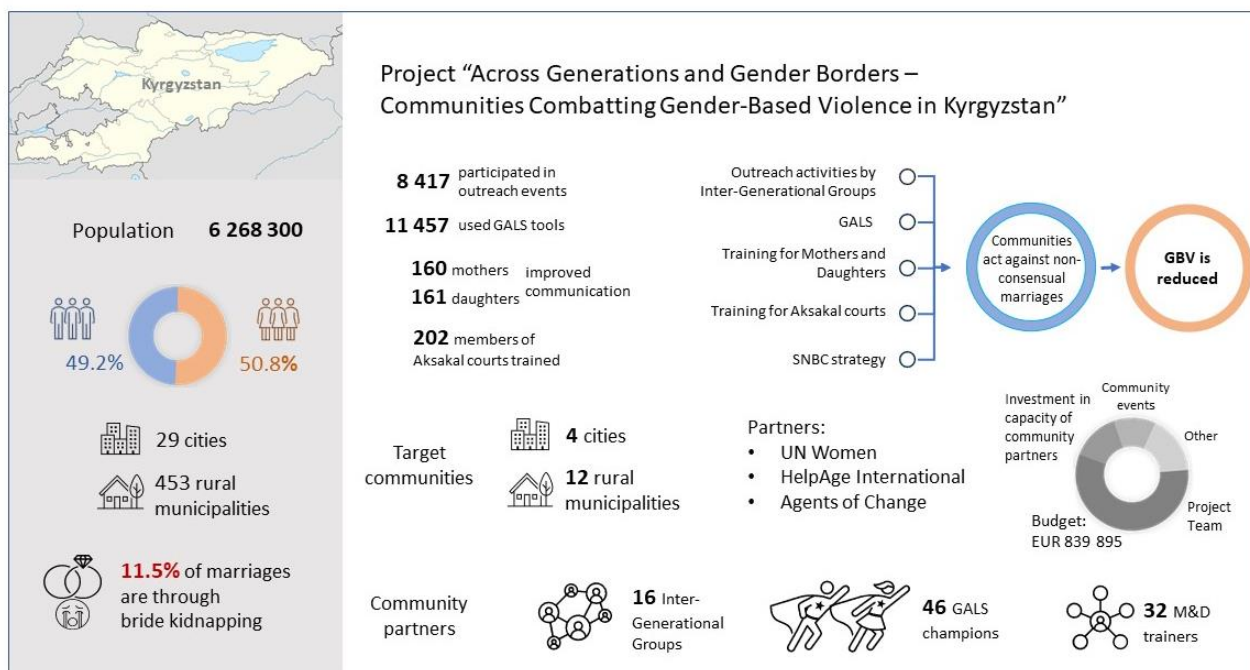 Kyrgyzstan
Population 6 268 300
49.2%
50.8%
29 cities
453 rural
municipalities
11.5% of marriages
are through
bride kidnapping
Project “Across Generations and Gender Borders –
Communities Combatting Gender-Based Violence in Kyrgyzstan”
8 417 participated in
outreach events
11 457 used GALS tools
160 mothers
161 daughters
improved
communication
202 members of
Aksakal courts trained
Outreach activities by
Inter-Generational Groups
GALS
Training for Mothers and
Daughters
Training for Aksakal courts
SNBC strategy
Communities
act against non-
consensual
marriages
GBV is
reduced
Target
communities
4 cities
12 rural
municipalities
Partners:
• UN Women
• HelpAge International
• Agents of Change
Investment in
capacity of
community
partners
Community
events
Other
Project
Team
Budget:
EUR 839 895
Community
partners
16 Inter-
Generational
Groups
46 GALS
champions
32 M&D
trainers